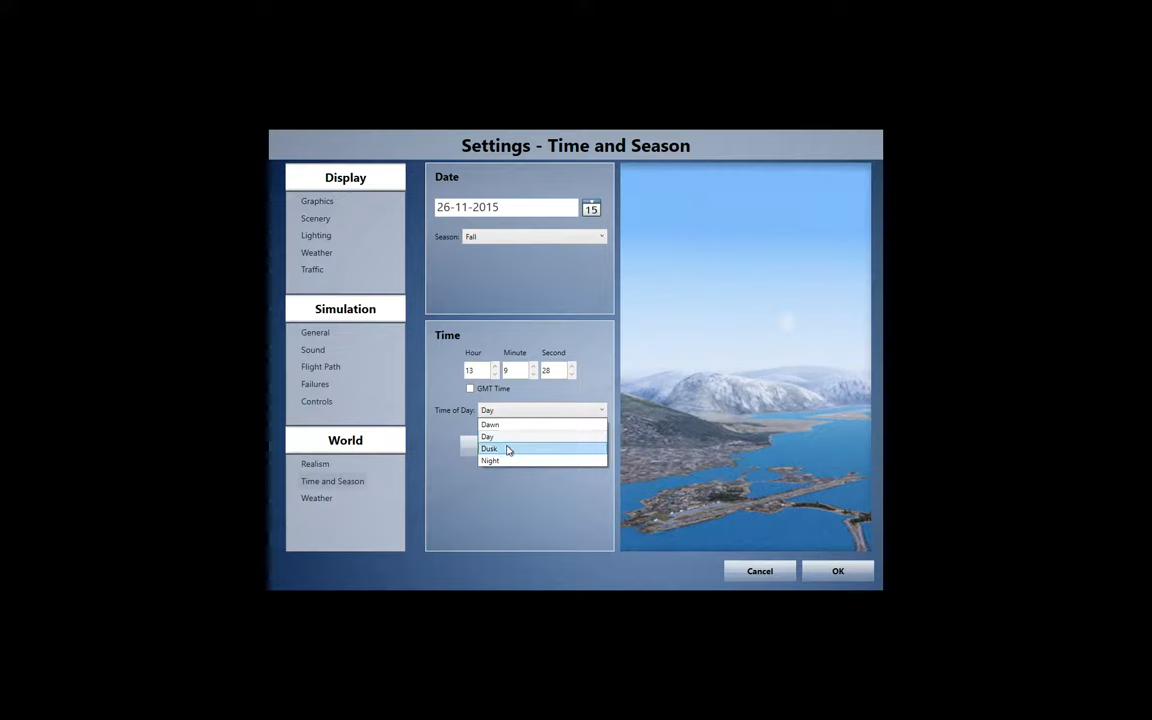 Settings - Time and Season
Display
Graphics
Scenery
Lighting
Weather
Traffic
Simulation
General
Sound
Flight Path
Failures
Controls
World
Realism
Time and Season
Weather
Date
26-11-2015
15
Season: Fall
Time
Hour Minute Second
13 9 28
GMT Time
Time of Day: Day
Dawn
Day
Dusk
Night
Cancel OK